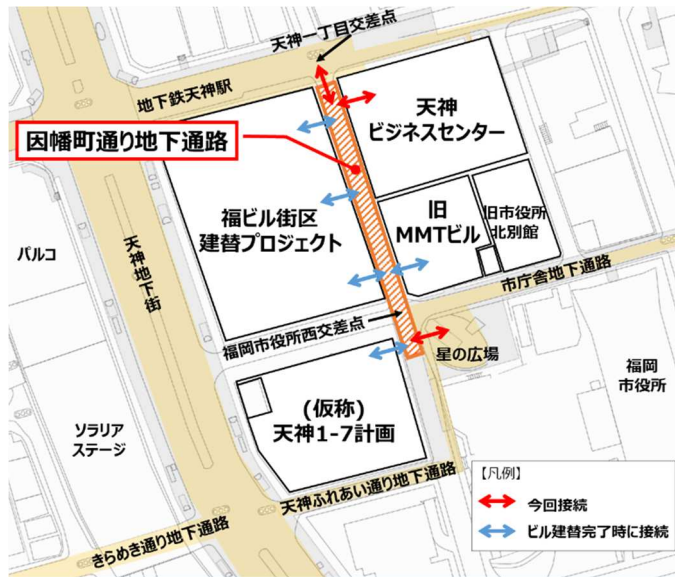 天神一丁目交差点
地下鉄天神駅
天神
ビジネスセンター
因幡町通り地下通路
福ビル街区
建替プロジェクト
旧
MMTビル
旧市役所
北別館
パルコ
天神地下街
市庁舎地下通路
福岡市役所西交差点
星の広場
福岡
市役所
(仮称)
天神1-7計画
ソラリア
ステージ
天神ふれあい通り地下通路
きらめき通り地下通路
【凡例】
今回接続
ビル建替完了時に接続